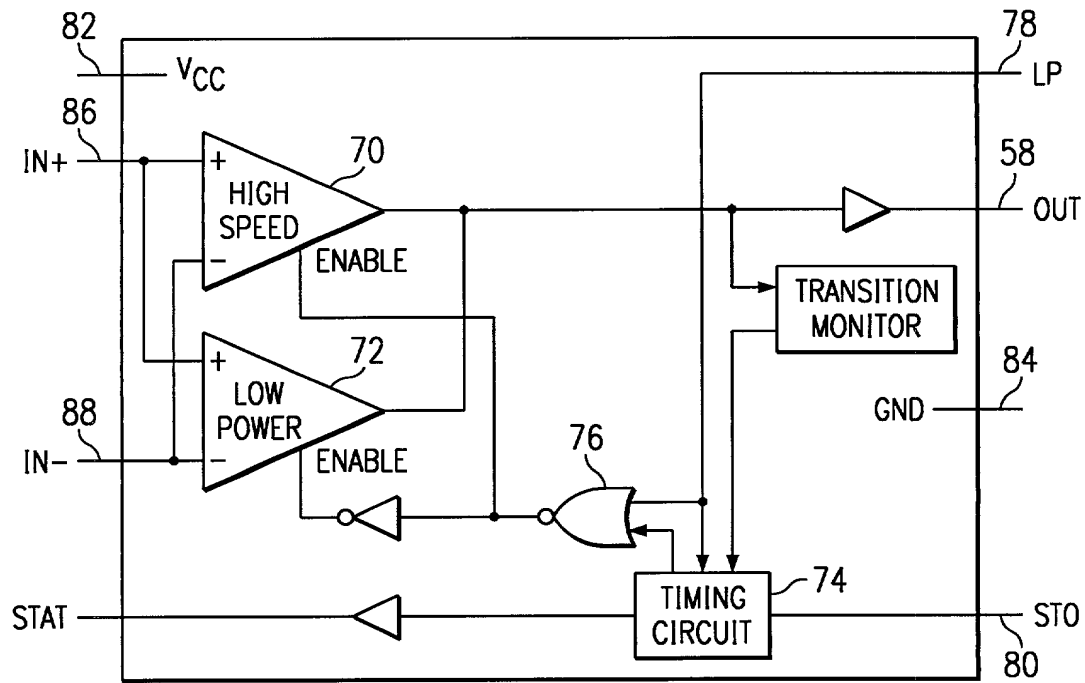 82
VCC
78
LP
86
IN+
+
HIGH
SPEED
−
70
ENABLE
58
OUT
TRANSITION
MONITOR
72
+
LOW
POWER
−
ENABLE
84
GND
88
IN−
76
STAT
TIMING
CIRCUIT
74
STO
80